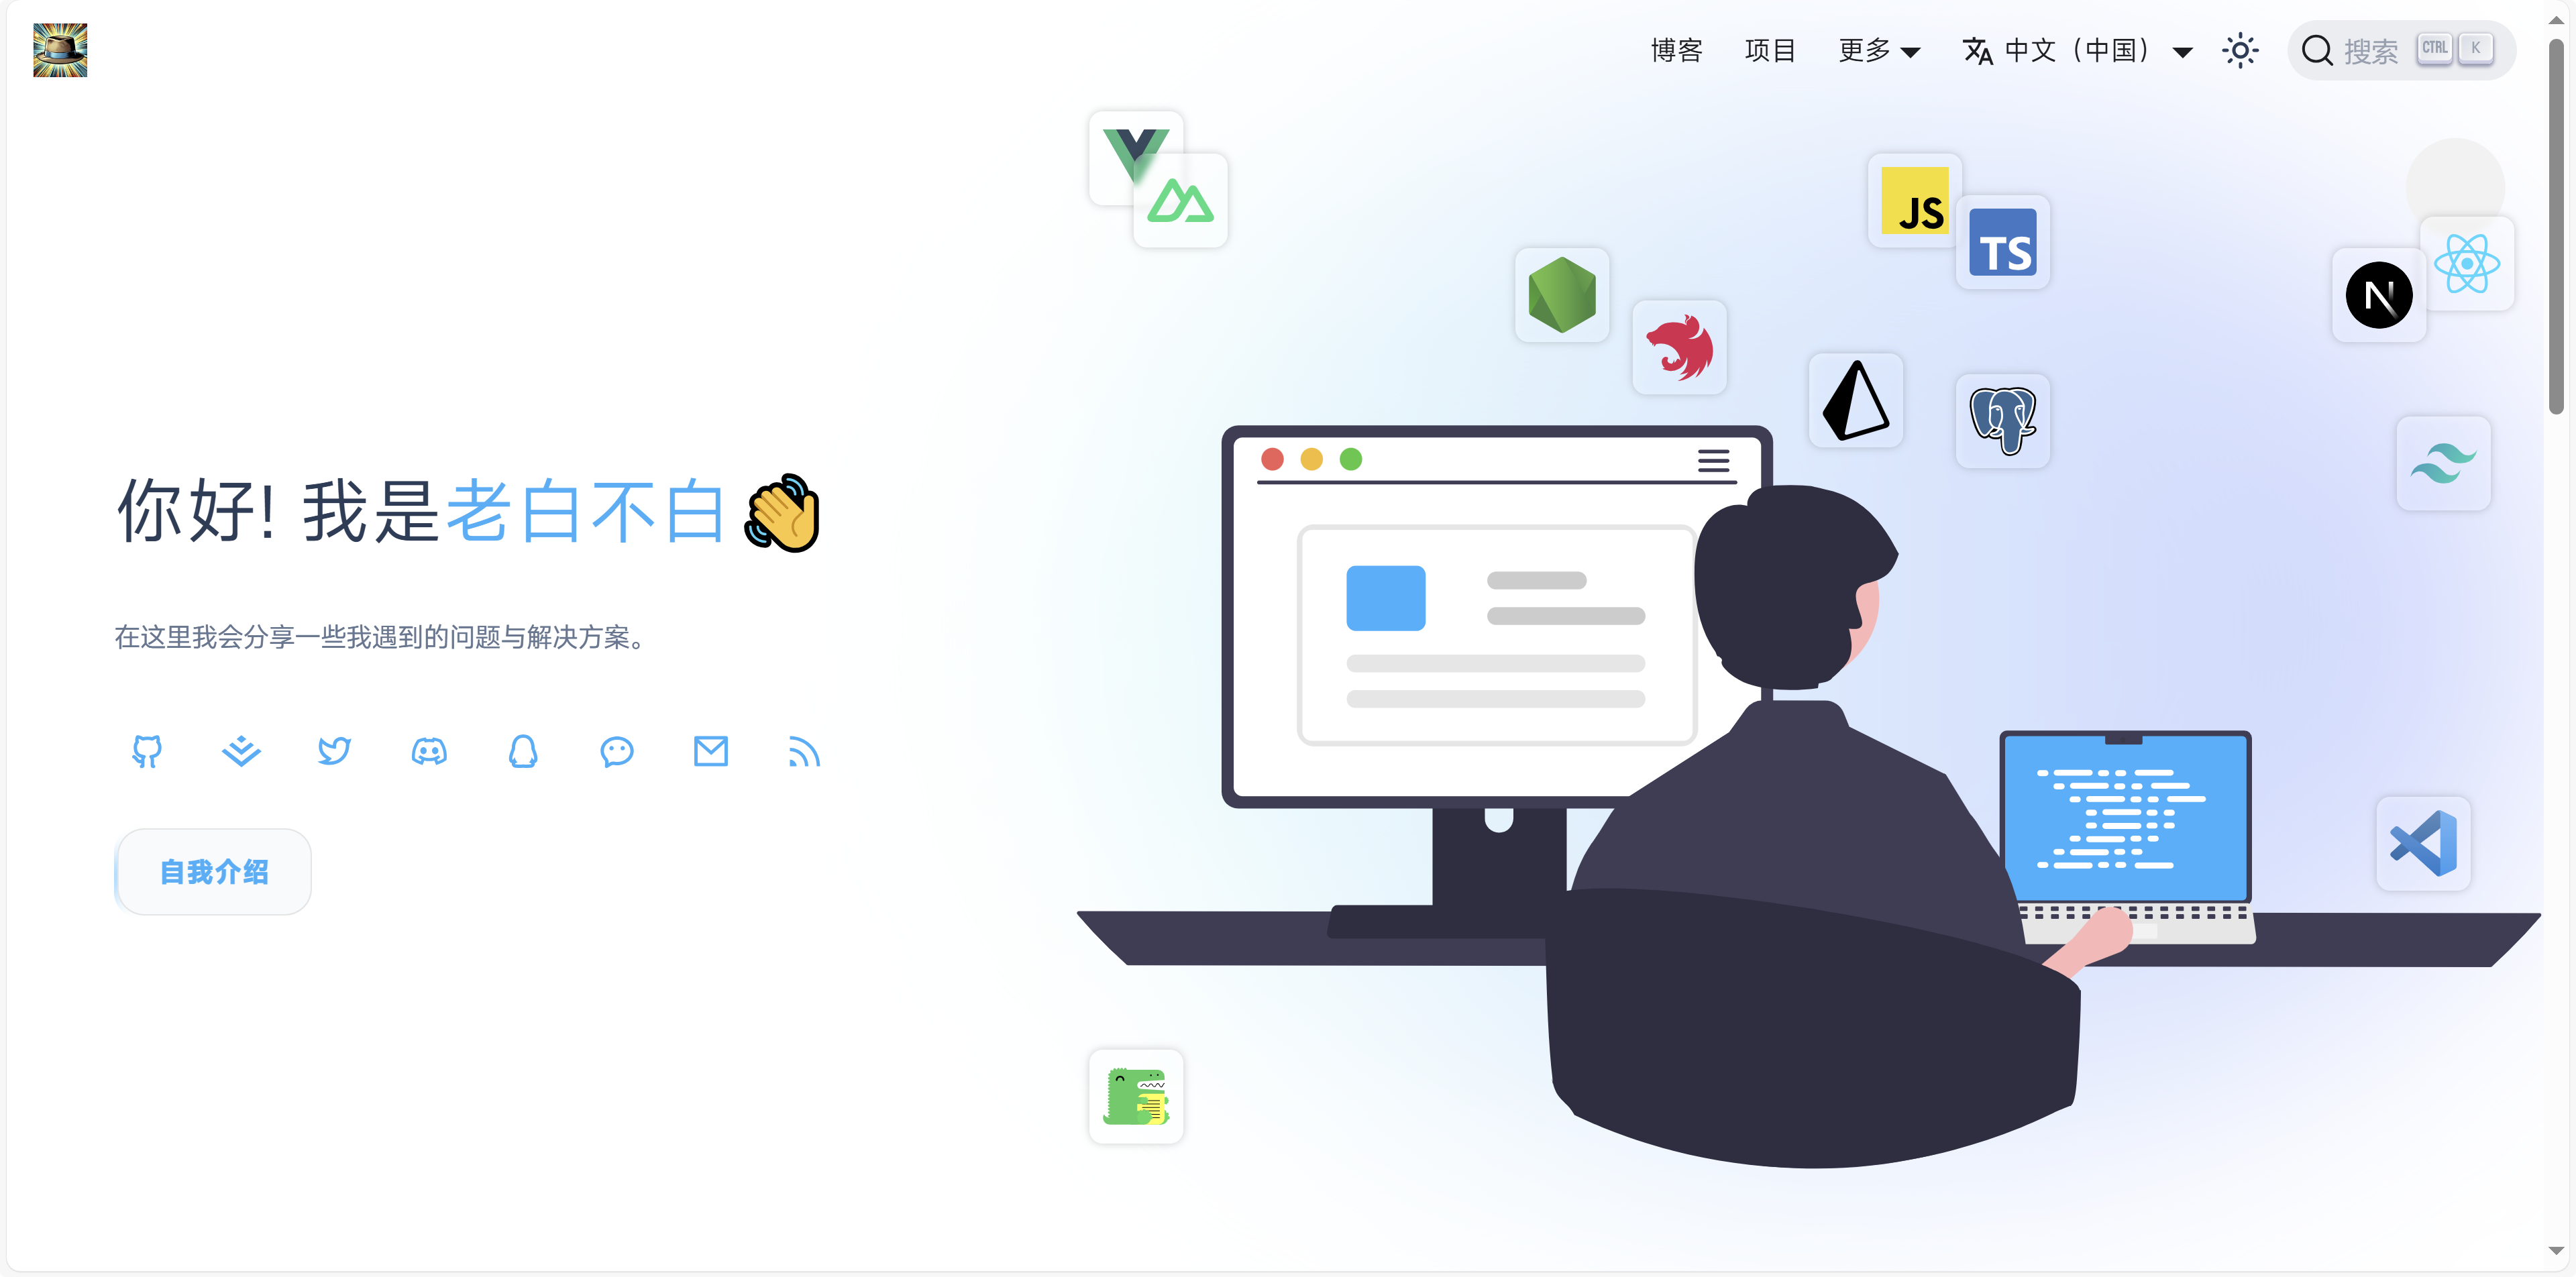 博客 项目 更多 中文（中国） 搜索 CTRL K
JS
TS
N
你好! 我是老白不白👋
在这里我会分享一些我遇到的问题与解决方案。
自我介绍